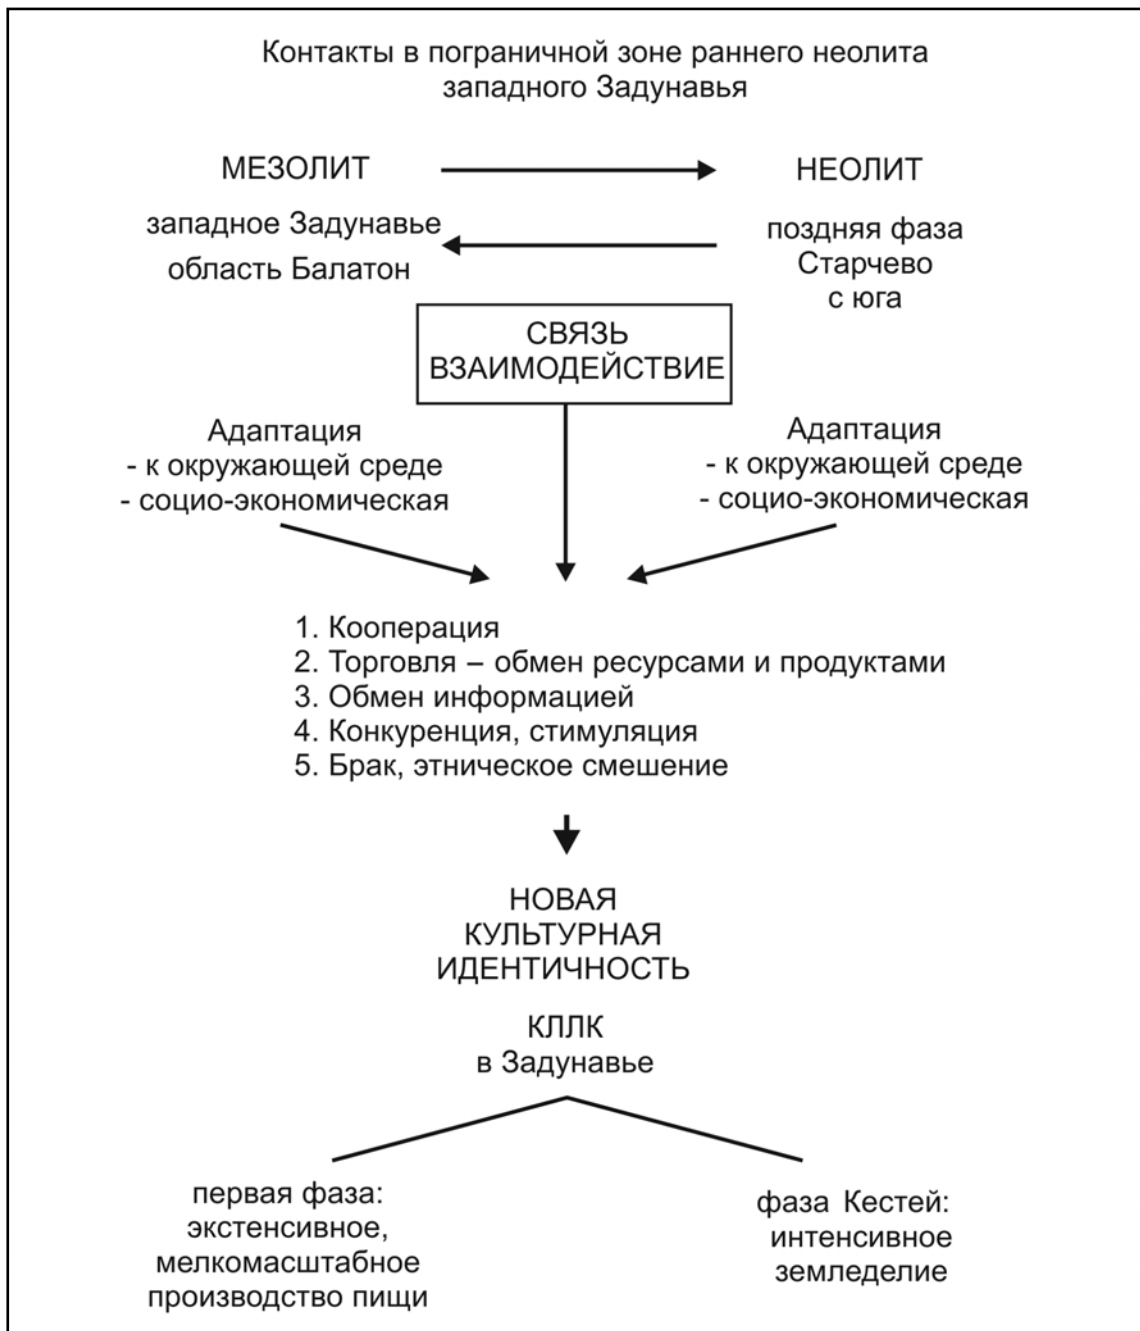 Контакты в пограничной зоне раннего неолита
западного Задунавья
МЕЗОЛИТ
НЕОЛИТ
западное Задунавье
область Балатон
поздняя фаза
Старчево
с юга
СВЯЗЬ
ВЗАИМОДЕЙСТВИЕ
Адаптация
- к окружающей среде
- социо-экономическая
Адаптация
- к окружающей среде
- социо-экономическая
1. Кооперация
2. Торговля – обмен ресурсами и продуктами
3. Обмен информацией
4. Конкуренция, стимуляция
5. Брак, этническое смешение
НОВАЯ
КУЛЬТУРНАЯ
ИДЕНТИЧНОСТЬ
КЛЛК
в Задунавье
первая фаза:
экстенсивное,
мелкомасштабное
производство пищи
фаза Кестей:
интенсивное
земледелие